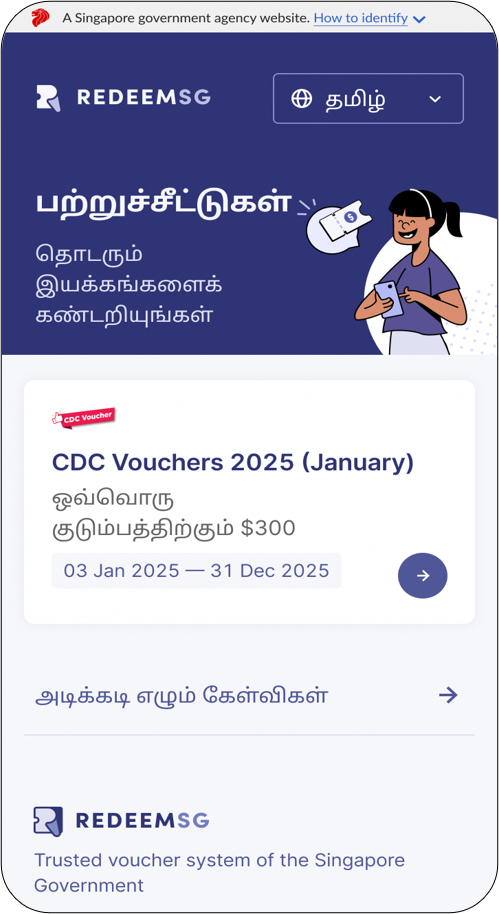 A Singapore government agency website. How to identify
REDEEMSG
தமிழ்
பற்றுச்சீட்டுகள்
தொடரும்
இயக்கங்களைக்
கண்டறியுங்கள்
CDC Voucher
CDC Vouchers 2025 (January)
ஒவ்வொரு
குடும்பத்திற்கும் $300
03 Jan 2025 — 31 Dec 2025
அடிக்கடி எழும் கேள்விகள்
REDEEMSG
Trusted voucher system of the Singapore
Government